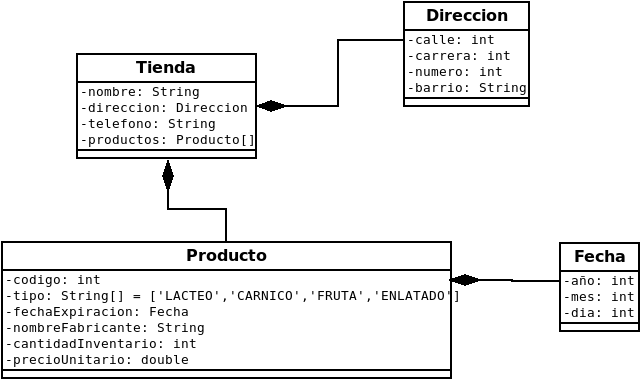 Direccion
-calle: int
-carrera: int
-numero: int
-barrio: String
Tienda
-nombre: String
-direccion: Direccion
-telefono: String
-productos: Producto[]
Producto
-codigo: int
-tipo: String[] = ['LACTEO','CARNICO','FRUTA','ENLATADO']
-fechaExpiracion: Fecha
-nombreFabricante: String
-cantidadInventario: int
-precioUnitario: double
Fecha
-año: int
-mes: int
-dia: int